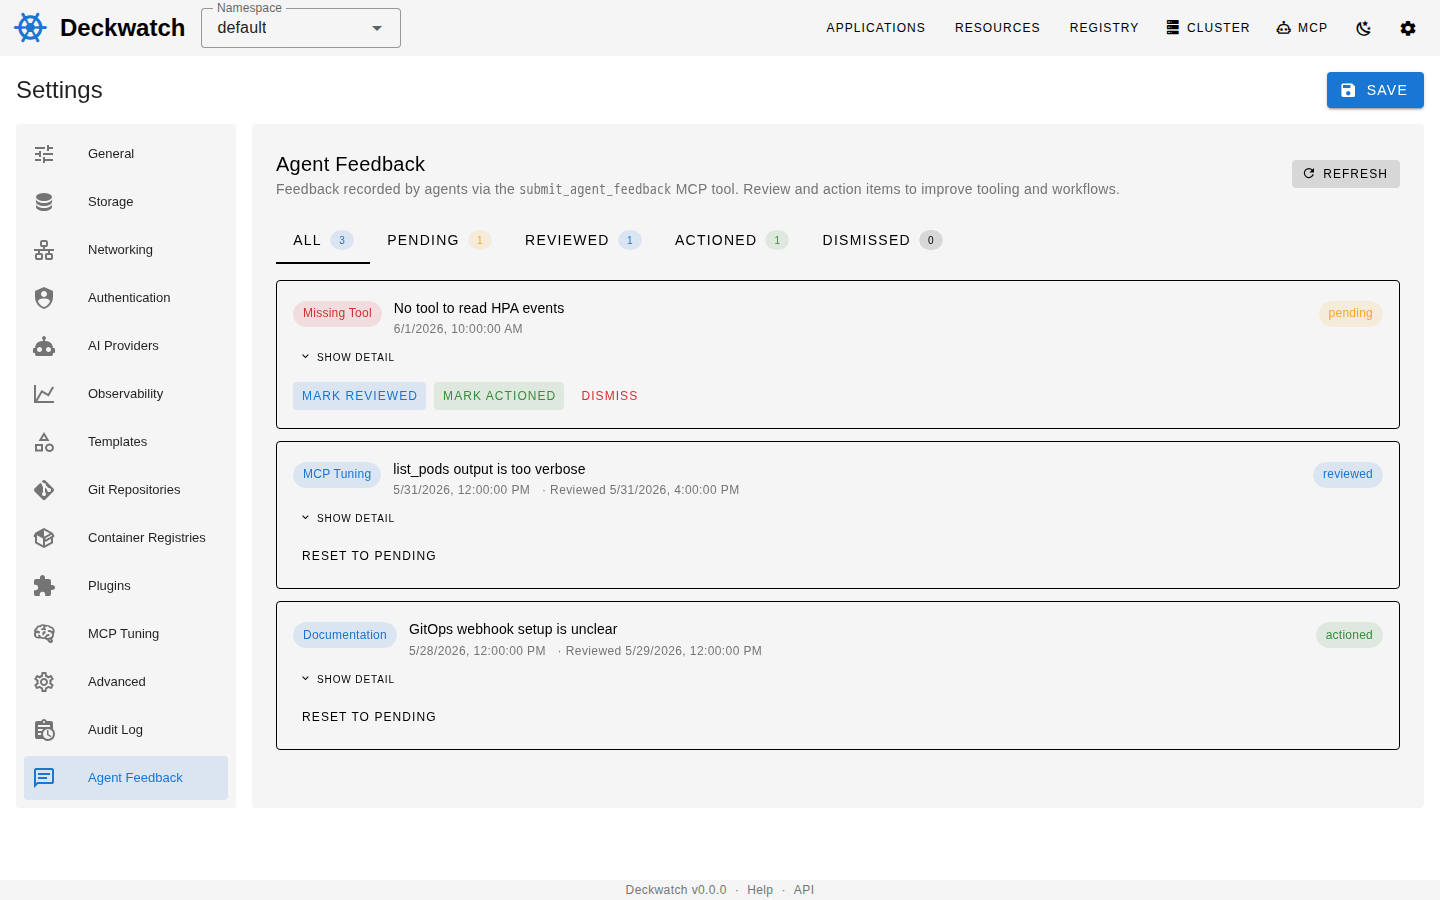 Deckwatch
Namespace
default
APPLICATIONS
RESOURCES
REGISTRY
CLUSTER
MCP
Settings
SAVE
General
Storage
Networking
Authentication
AI Providers
Observability
Templates
Git Repositories
Container Registries
Plugins
MCP Tuning
Advanced
Audit Log
Agent Feedback
Agent Feedback
Feedback recorded by agents via the submit_agent_feedback MCP tool. Review and action items to improve tooling and workflows.
REFRESH
ALL 3
PENDING 1
REVIEWED 1
ACTIONED 1
DISMISSED 0
Missing Tool
No tool to read HPA events
6/1/2026, 10:00:00 AM
pending
SHOW DETAIL
MARK REVIEWED
MARK ACTIONED
DISMISS
MCP Tuning
list_pods output is too verbose
5/31/2026, 12:00:00 PM · Reviewed 5/31/2026, 4:00:00 PM
reviewed
SHOW DETAIL
RESET TO PENDING
Documentation
GitOps webhook setup is unclear
5/28/2026, 12:00:00 PM · Reviewed 5/29/2026, 12:00:00 PM
actioned
SHOW DETAIL
RESET TO PENDING
Deckwatch v0.0.0 · Help · API